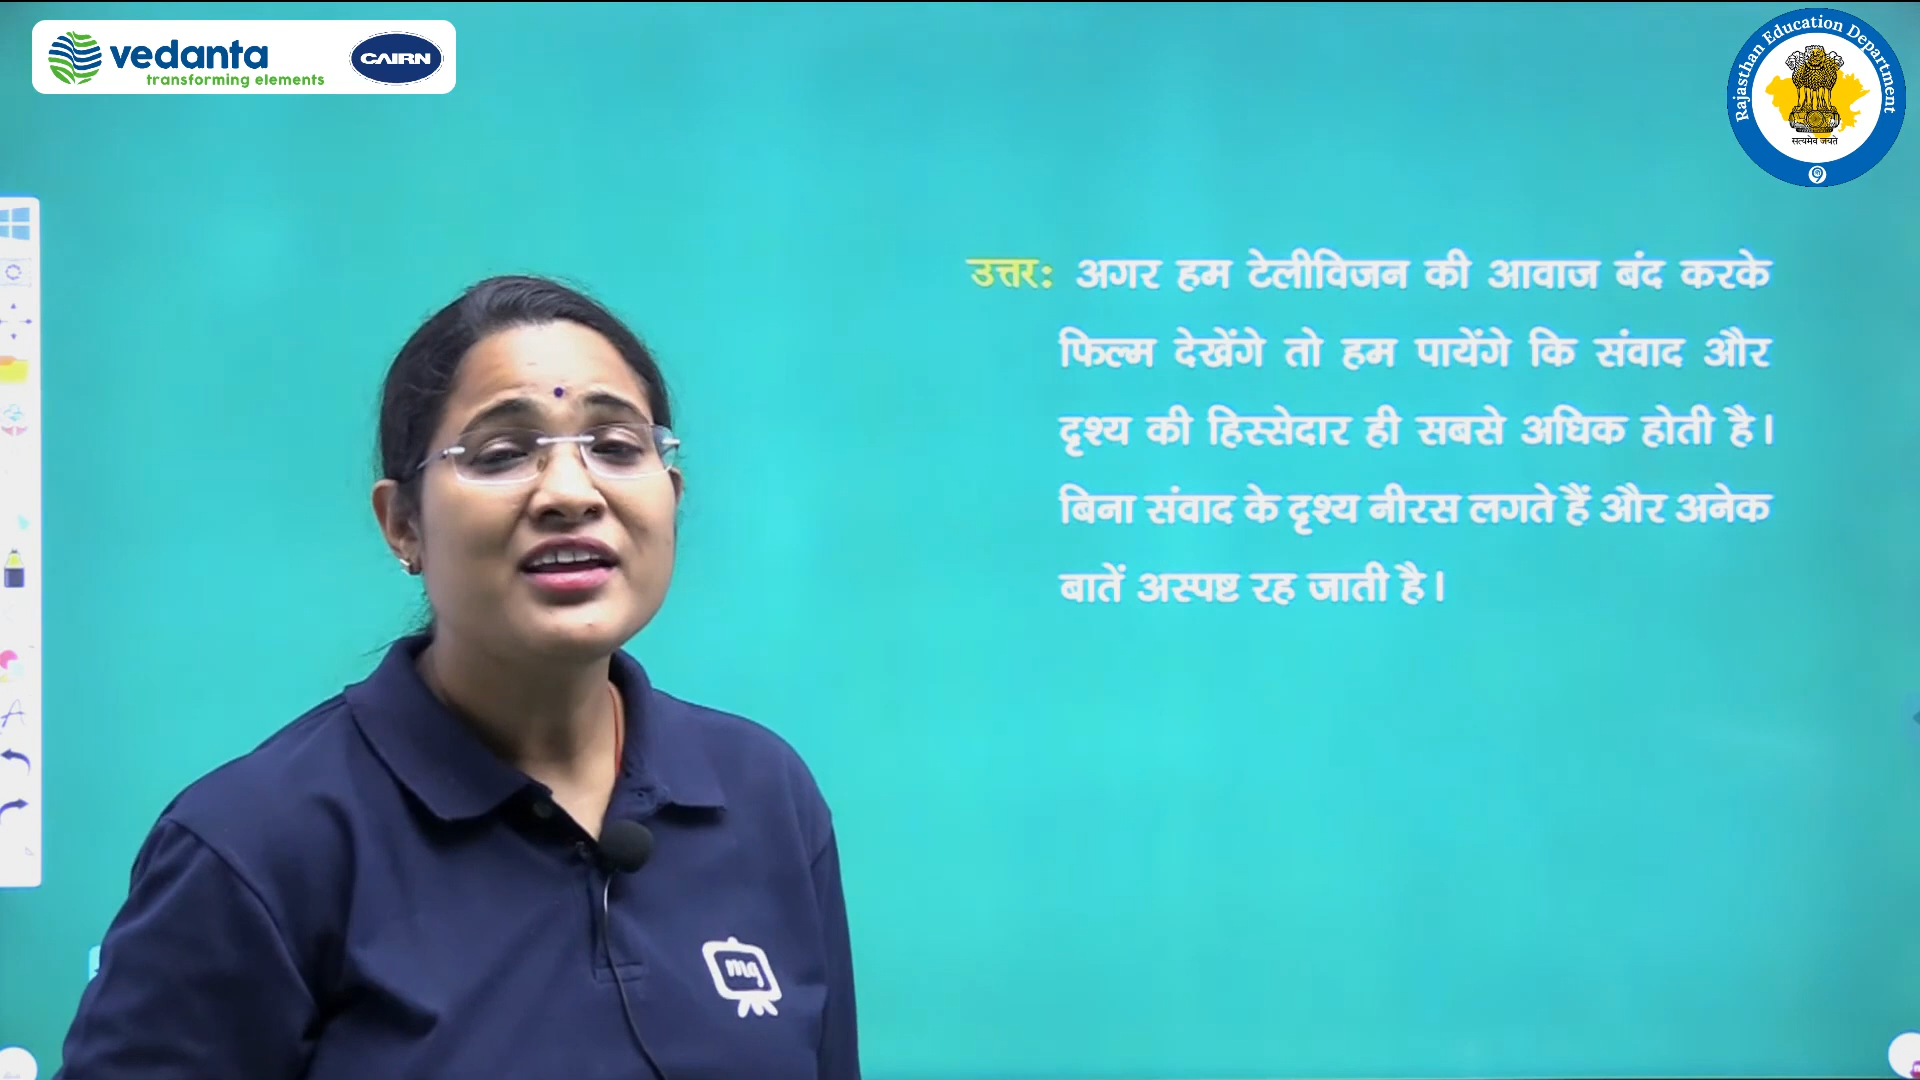 vedanta
transforming elements
CAIRN
Rajasthan Education Department
सत्यमेव जयते
उत्तर: अगर हम टेलीविजन की आवाज बंद करके
फिल्म देखेंगे तो हम पायेंगे कि संवाद और
दृश्य की हिस्सेदार ही सबसे अधिक होती है।
बिना संवाद के दृश्य नीरस लगते हैं और अनेक
बातें अस्पष्ट रह जाती है।
mg